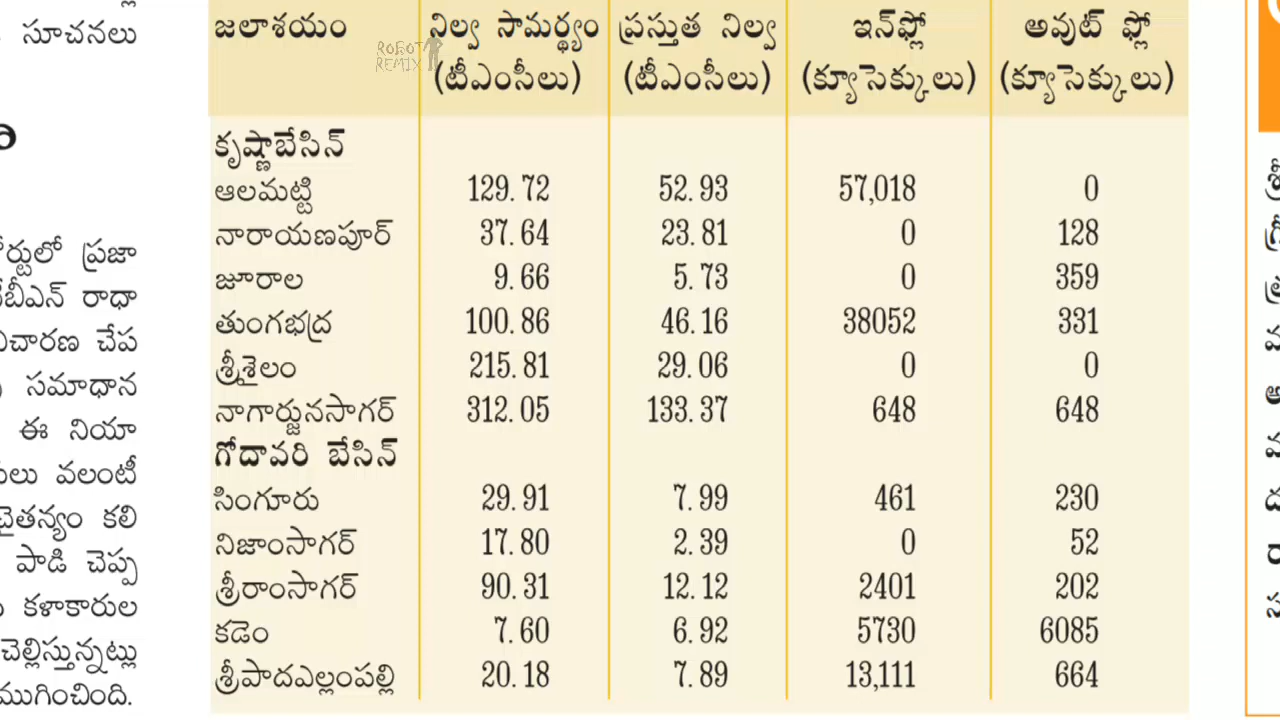 సూచనలు
ROBOT
REMIX
జలాశయం నిల్వ సామర్థ్యం ప్రస్తుత నిల్వ ఇన్‌ఫ్లో అవుట్ ఫ్లో
(టీఎంసీలు) (టీఎంసీలు) (క్యూసెక్కులు) (క్యూసెక్కులు)
కృష్ణాబేసిన్
ఆలమట్టి 129.72 52.93 57,018 0
నారాయణపూర్ 37.64 23.81 0 128
జూరాల 9.66 5.73 0 359
తుంగభద్ర 100.86 46.16 38052 331
శ్రీశైలం 215.81 29.06 0 0
నాగార్జునసాగర్ 312.05 133.37 648 648
గోదావరి బేసిన్
సింగూరు 29.91 7.99 461 230
నిజాంసాగర్ 17.80 2.39 0 52
శ్రీరాంసాగర్ 90.31 12.12 2401 202
కడెం 7.60 6.92 5730 6085
శ్రీపాదఎల్లంపల్లి 20.18 7.89 13,111 664
ప్రజా
రాధా
చేప
సమాధాన
ఈ నియా
వలంటీ
కలి
పాడి చెప్ప
కళాకారుల